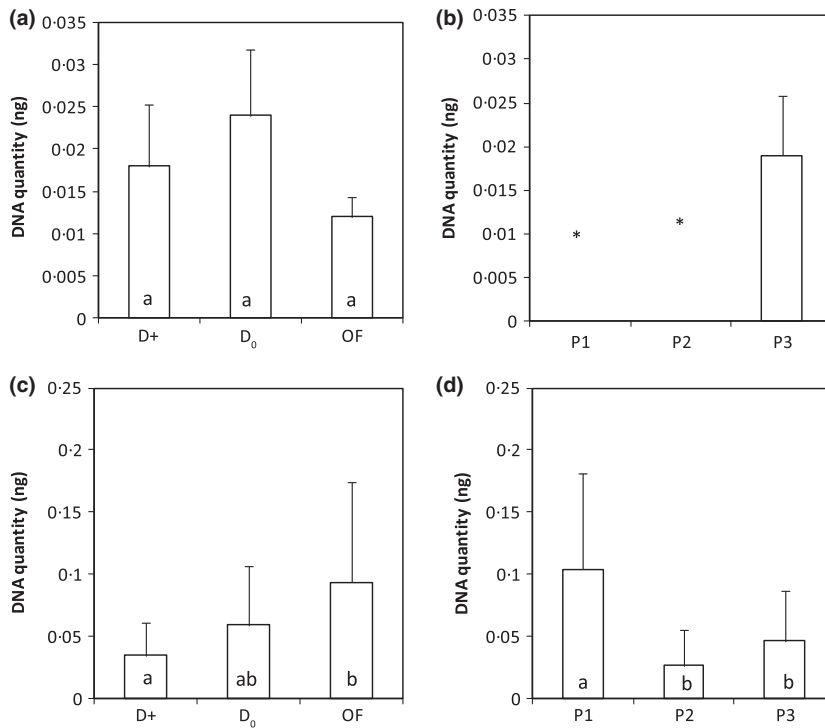 (a)
DNA quantity (ng)
0·035
0·03
0·025
0·02
0·015
0·01
0·005
0
a a a
D+ D₀ OF
(b)
DNA quantity (ng)
0·035
0·03
0·025
0·02
0·015
0·01
0·005
0
* *
P1 P2 P3
(c)
DNA quantity (ng)
0·25
0·2
0·15
0·1
0·05
0
a ab b
D+ D₀ OF
(d)
DNA quantity (ng)
0·25
0·2
0·15
0·1
0·05
0
a b b
P1 P2 P3